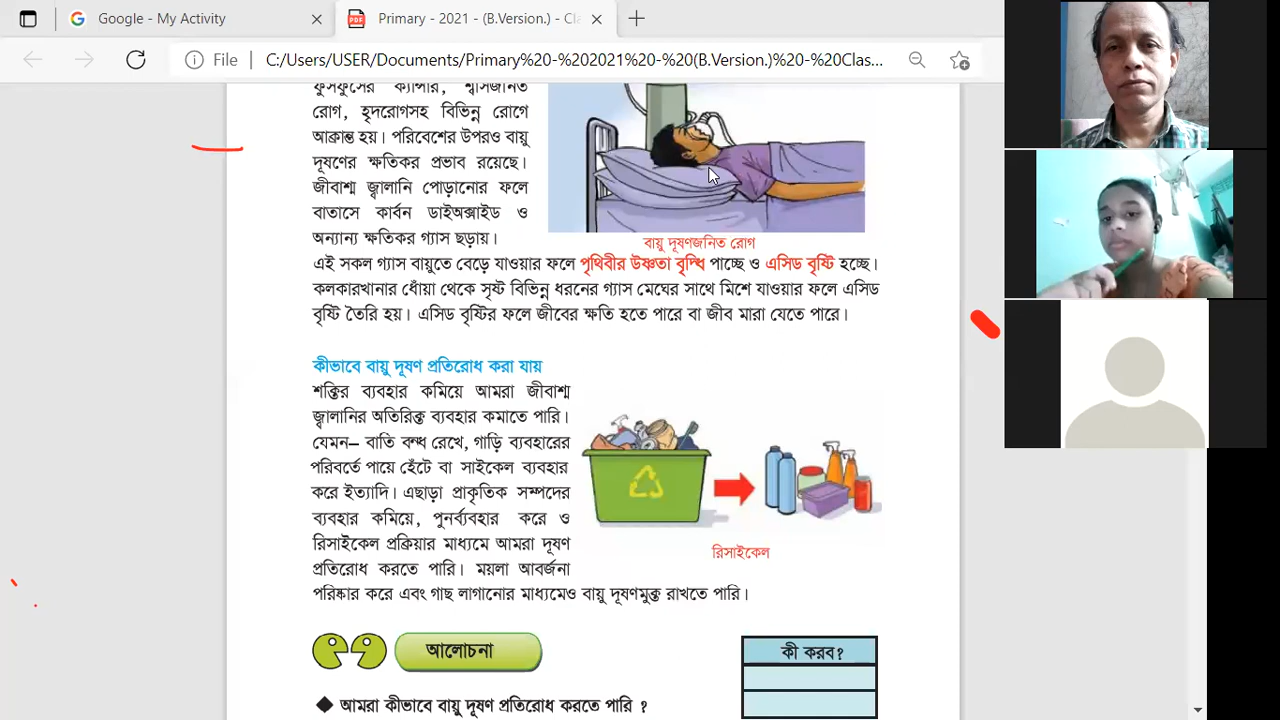 Google - My Activity
Primary - 2021 - (B.Version.) - Cla
File
C:/Users/USER/Documents/Primary%20-%202021%20-%20(B.Version.)%20-%20Clas...
ফুসফুসের ক্যান্সার, শ্বাসজনিত
রোগ, হৃদরোগসহ বিভিন্ন রোগে
আক্রান্ত হয়। পরিবেশের উপরও বায়ু
দূষণের ক্ষতিকর প্রভাব রয়েছে।
জীবাশ্ম জ্বালানি পোড়ানোর ফলে
বাতাসে কার্বন ডাইঅক্সাইড ও
অন্যান্য ক্ষতিকর গ্যাস ছড়ায়।
বায়ু দূষণজনিত রোগ
এই সকল গ্যাস বায়ুতে বেড়ে যাওয়ার ফলে পৃথিবীর উষ্ণতা বৃদ্ধি পাচ্ছে ও এসিড বৃষ্টি হচ্ছে।
কলকারখানার ধোঁয়া থেকে সৃষ্ট বিভিন্ন ধরনের গ্যাস মেঘের সাথে মিশে যাওয়ার ফলে এসিড
বৃষ্টি তৈরি হয়। এসিড বৃষ্টির ফলে জীবের ক্ষতি হতে পারে বা জীব মারা যেতে পারে।
কীভাবে বায়ু দূষণ প্রতিরোধ করা যায়
শক্তির ব্যবহার কমিয়ে আমরা জীবাশ্ম
জ্বালানির অতিরিক্ত ব্যবহার কমাতে পারি।
যেমন– বাতি বন্ধ রেখে, গাড়ি ব্যবহারের
পরিবর্তে পায়ে হেঁটে বা সাইকেল ব্যবহার
করে ইত্যাদি। এছাড়া প্রাকৃতিক সম্পদের
ব্যবহার কমিয়ে, পুনর্ব্যবহার করে ও
রিসাইকেল প্রক্রিয়ার মাধ্যমে আমরা দূষণ
প্রতিরোধ করতে পারি। ময়লা আবর্জনা
পরিষ্কার করে এবং গাছ লাগানোর মাধ্যমেও বায়ু দূষণমুক্ত রাখতে পারি।
রিসাইকেল
আলোচনা
কী করব?
আমরা কীভাবে বায়ু দূষণ প্রতিরোধ করতে পারি ?